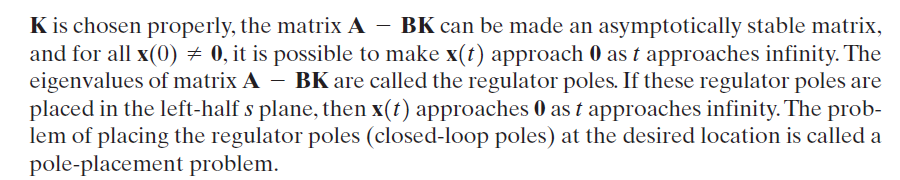 K is chosen properly, the matrix A − BK can be made an asymptotically stable matrix,
and for all x(0) ≠ 0, it is possible to make x(t) approach 0 as t approaches infinity. The
eigenvalues of matrix A − BK are called the regulator poles. If these regulator poles are
placed in the left-half s plane, then x(t) approaches 0 as t approaches infinity. The prob-
lem of placing the regulator poles (closed-loop poles) at the desired location is called a
pole-placement problem.